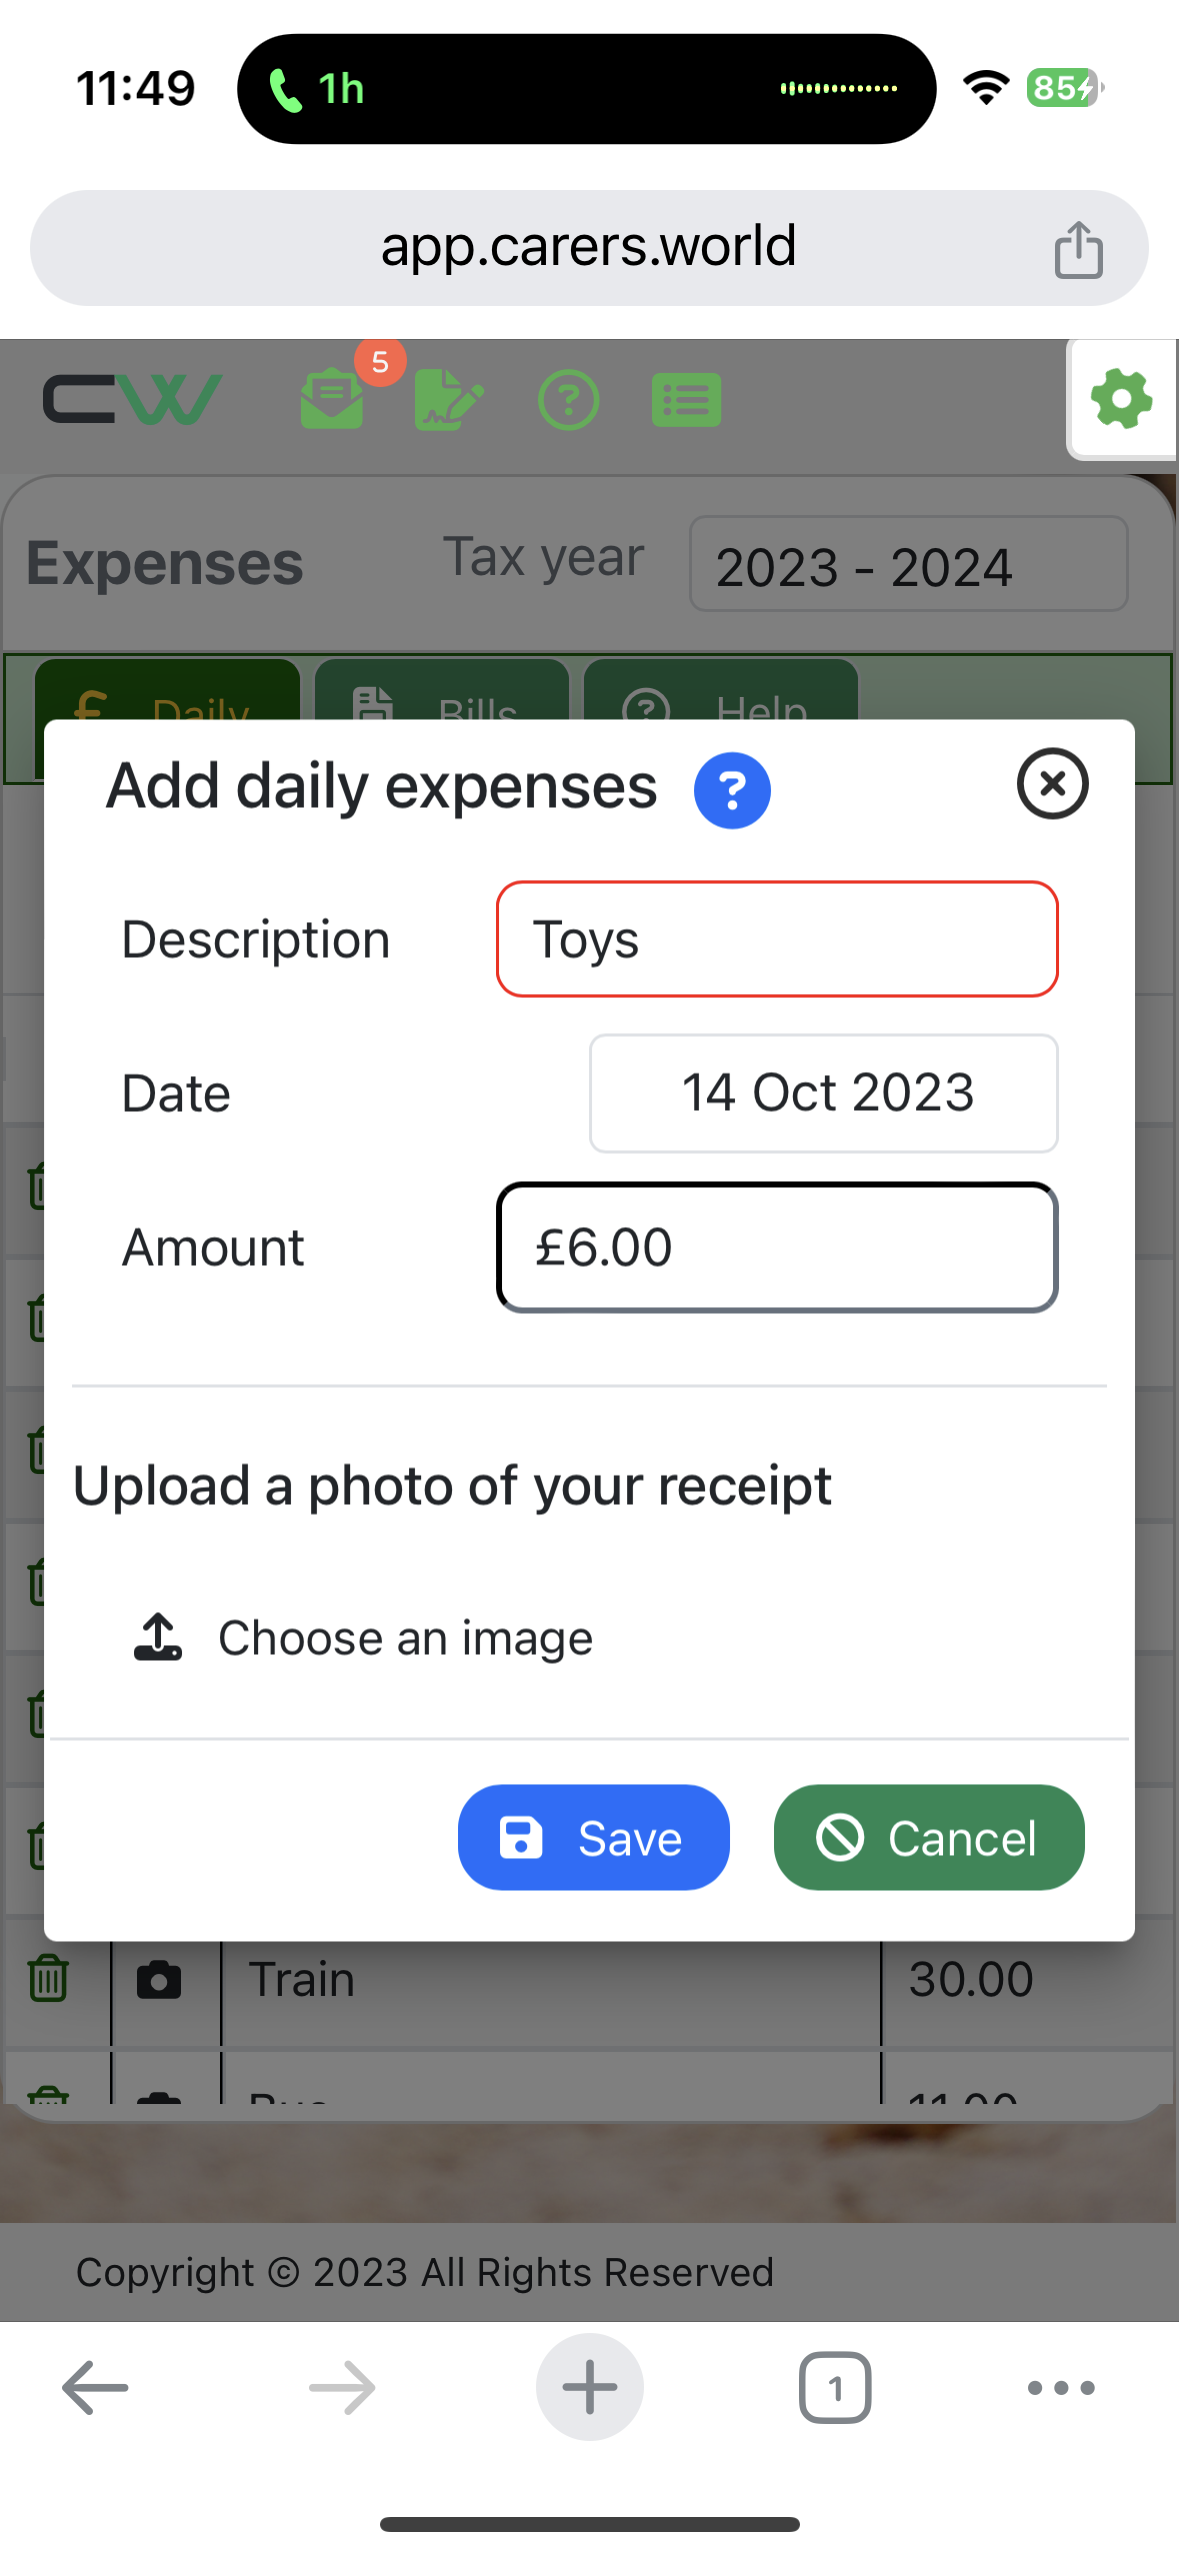 11:49
1h
85
app.carers.world
CW
5
Expenses
Tax year
2023 - 2024
Daily
Bills
Help
Add daily expenses
Description
Toys
Date
14 Oct 2023
Amount
£6.00
Upload a photo of your receipt
Choose an image
Save
Cancel
Train
30.00
Copyright © 2023 All Rights Reserved
1